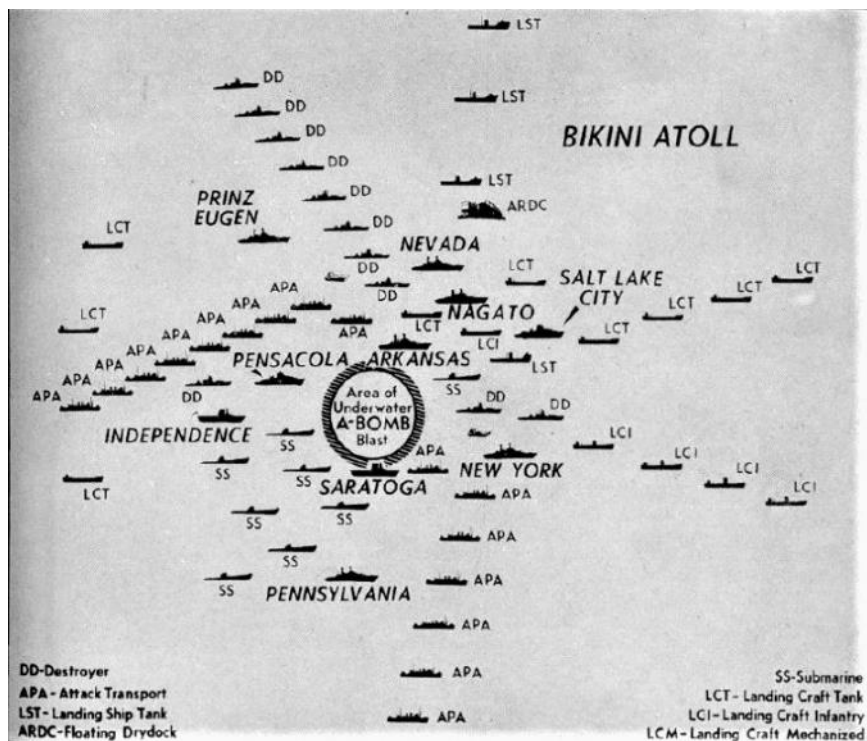 LST
DD
DD
LST
DD
BIKINI ATOLL
DD
LST
DD
PRINZ
EUGEN
ARDC
DD
LCT
DD
NEVADA
DD
LCT
SALT LAKE
CITY
LCT
APA
DD
LCT
APA
LCT
NAGATO
LCT
APA
APA
LCT
LCI
LCT
APA
PENSACOLA
ARKANSAS
LST
APA
APA
DD
SS
APA
Area of
Underwater
A-BOMB
Blast
DD
DD
INDEPENDENCE
SS
APA
LCI
SS
SS
NEW YORK
LCI
LCT
SARATOGA
APA
LCI
LCI
SS
SS
APA
SS
SS
PENNSYLVANIA
APA
APA
APA
APA
DD-Destroyer
APA - Attack Transport
LST-Landing Ship Tank
ARDC-Floating Drydock
SS-Submarine
LCT - Landing Craft Tank
LCI - Landing Craft Infantry
LCM - Landing Craft Mechanized